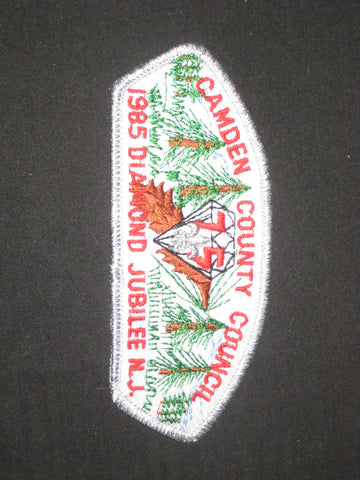 CAMDEN COUNTY COUNCIL
75
1985 DIAMOND JUBILEE N.J.